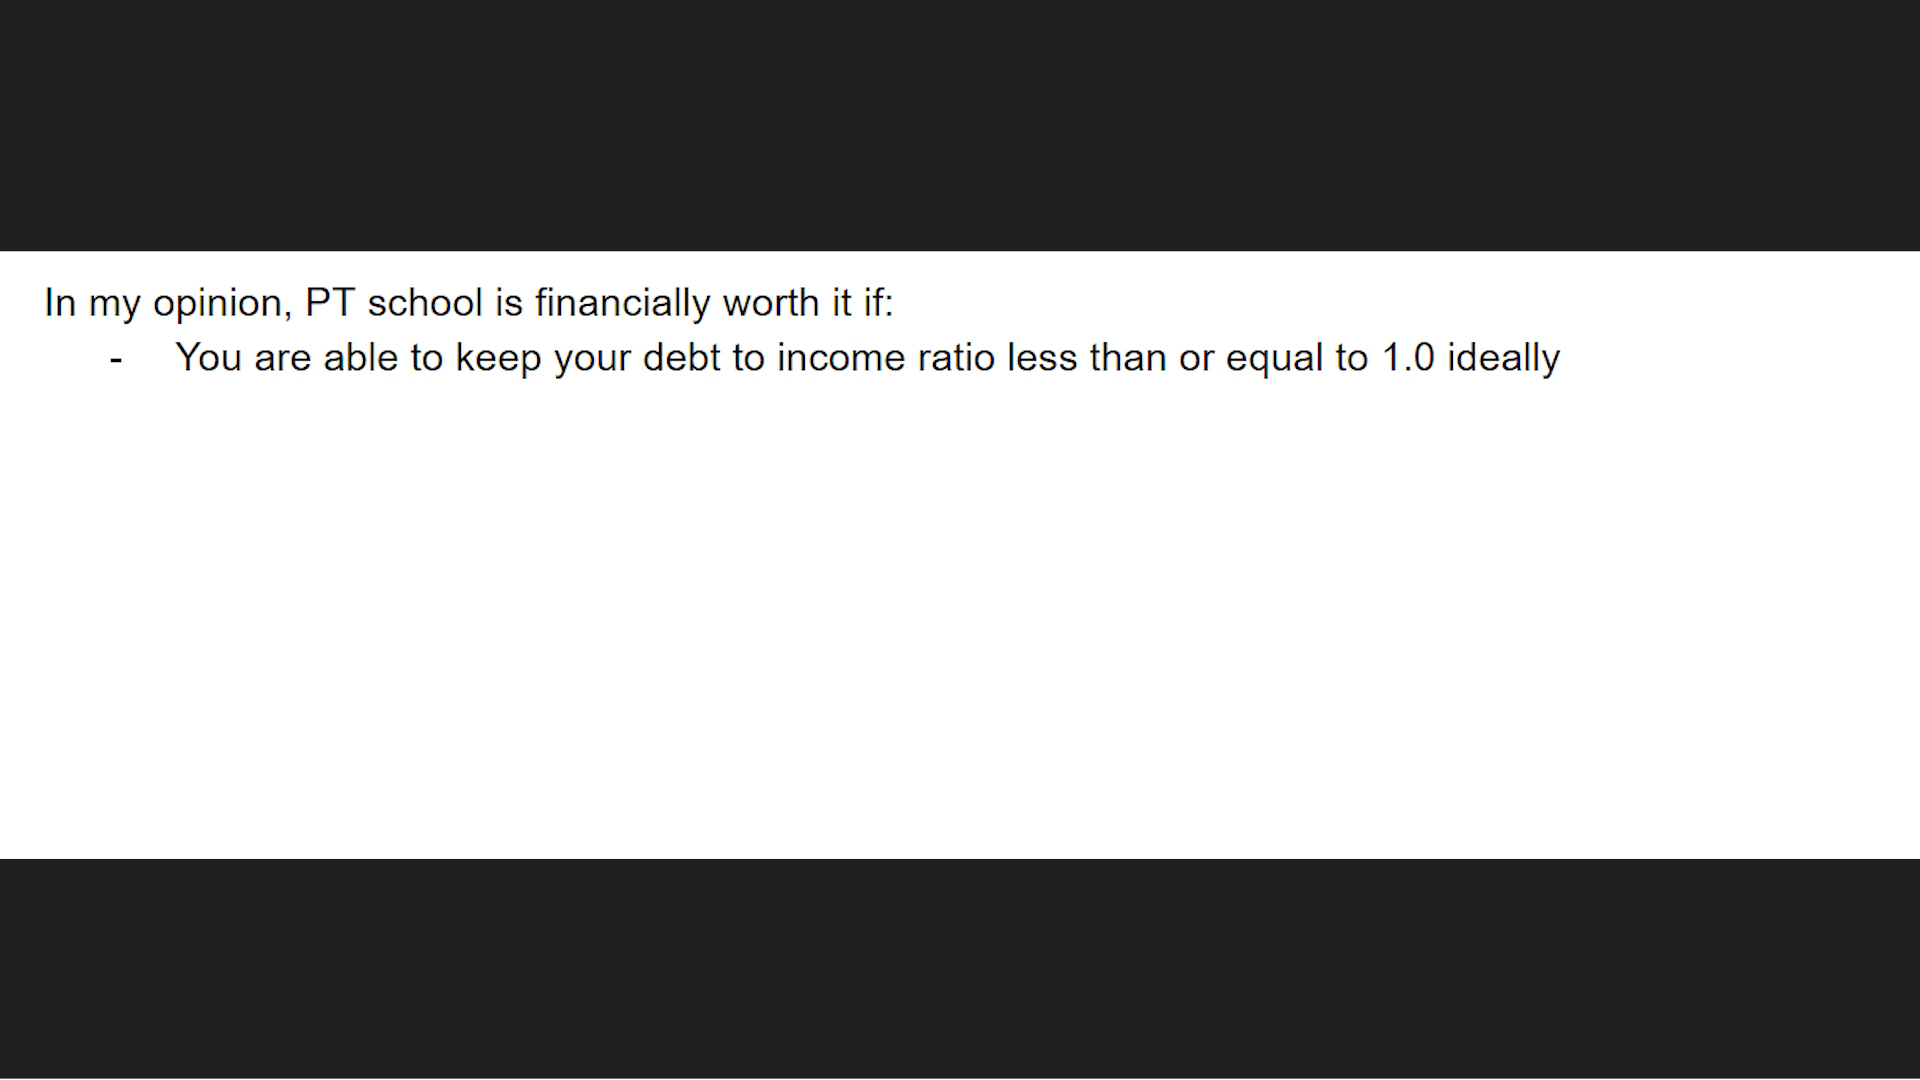 In my opinion, PT school is financially worth it if:
- You are able to keep your debt to income ratio less than or equal to 1.0 ideally